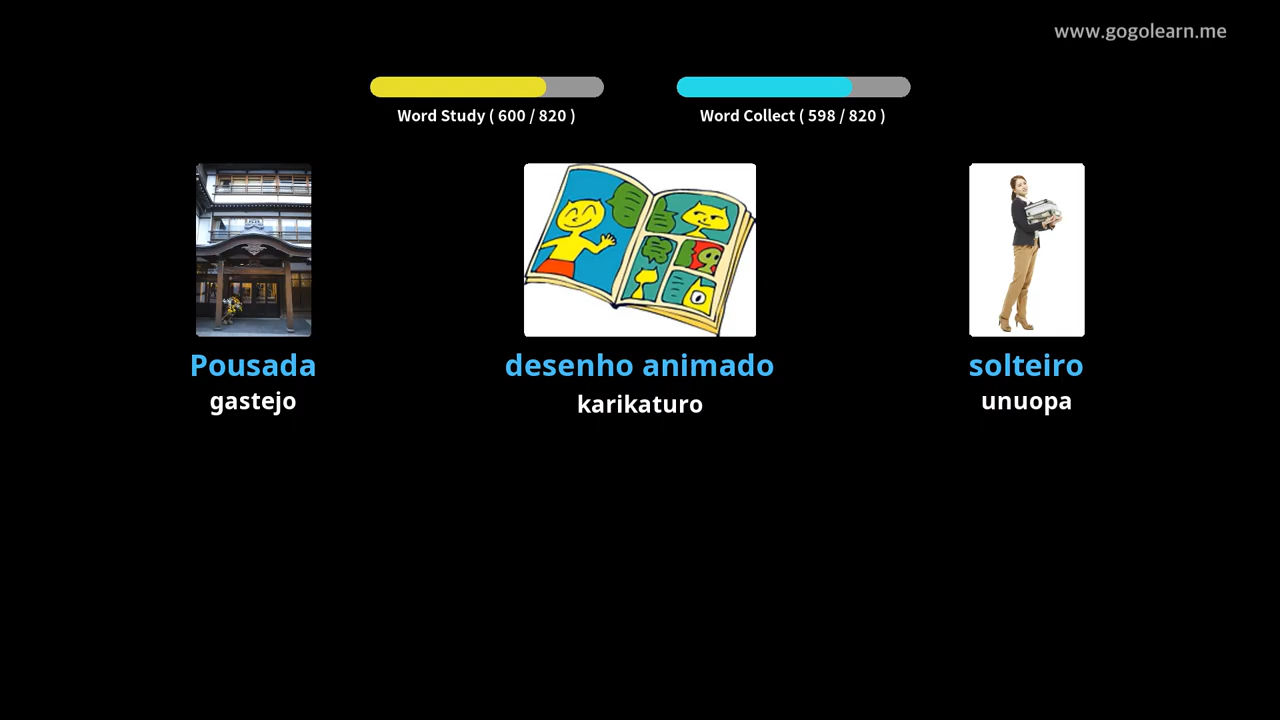 www.gogolearn.me
Word Study ( 600 / 820 )
Word Collect ( 598 / 820 )
Pousada
desenho animado
solteiro
gastejo
karikaturo
unuopa